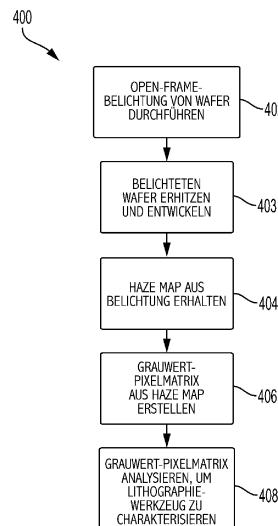 400
OPEN-FRAME-
BELICHTUNG VON WAFER
DURCHFÜHREN
40
BELICHTETEN
WAFER ERHITZEN
UND ENTWICKELN
403
HAZE MAP AUS
BELICHTUNG ERHALTEN
404
GRAUWERT-
PIXELMATRIX
AUS HAZE MAP
ERSTELLEN
406
GRAUWERT-PIXELMATRIX
ANALYSIEREN, UM
LITHOGRAPHIE-
WERKZEUG ZU
CHARAKTERISIEREN
408